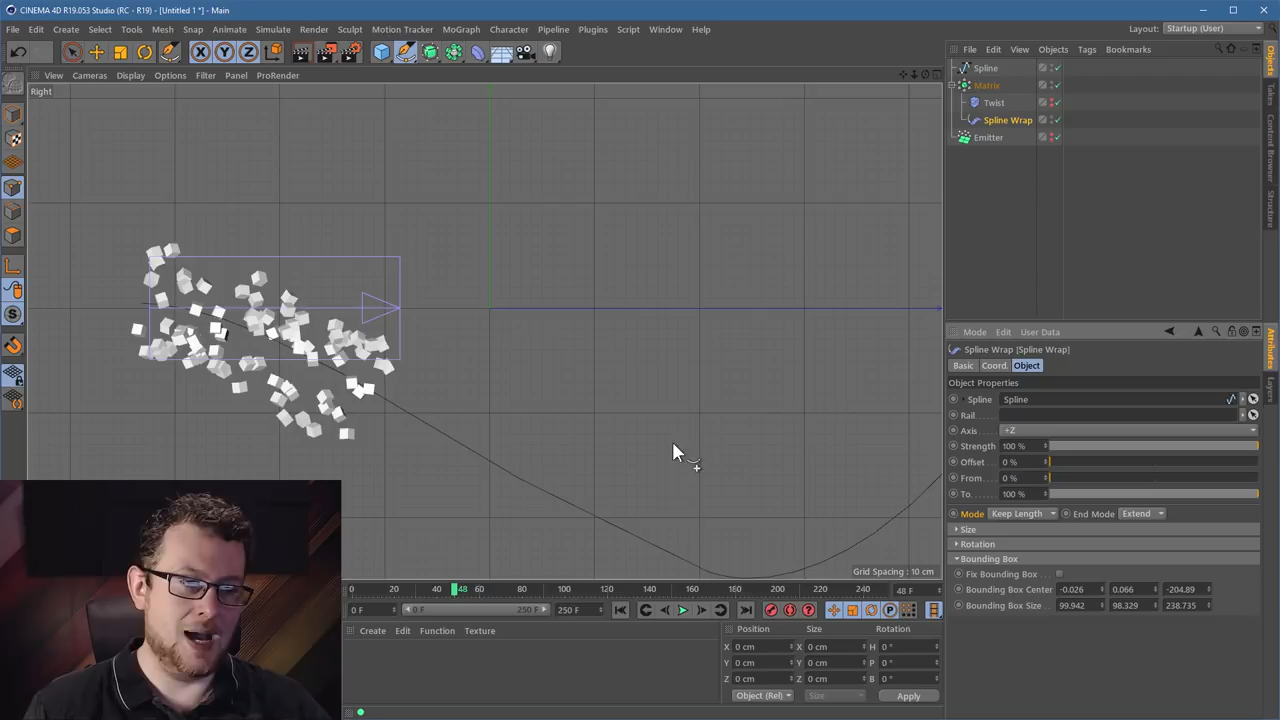 CINEMA 4D R19.053 Studio (RC - R19) - [Untitled 1 *] - Main
File Edit Create Select Tools Mesh Snap Animate Simulate Render Sculpt Motion Tracker MoGraph Character Pipeline Plugins Script Window Help
Layout: Startup (User)
X Y Z
View Cameras Display Options Filter Panel ProRender
Right
Grid Spacing : 10 cm
File Edit View Objects Tags Bookmarks
Spline
Matrix
Twist
Spline Wrap
Emitter
Objects
Takes
Content Browser
Structure
Mode Edit User Data
Spline Wrap [Spline Wrap]
Basic Coord. Object
Object Properties
Spline Spline
Rail
Axis +Z
Strength 100 %
Offset 0 %
From 0 %
To 100 %
Mode Keep Length End Mode Extend
Size
Rotation
Bounding Box
Fix Bounding Box
Bounding Box Center -0.026 0.066 -204.89
Bounding Box Size 99.942 98.329 238.735
Attributes
Layers
0 20 48 60 80 100 120 140 160 180 200 220 240 48 F
0 F 0 F 250 F 250 F
Create Edit Function Texture
Position Size Rotation
X 0 cm X 0 cm H 0 °
Y 0 cm Y 0 cm P 0 °
Z 0 cm Z 0 cm B 0 °
Object (Rel) Size Apply